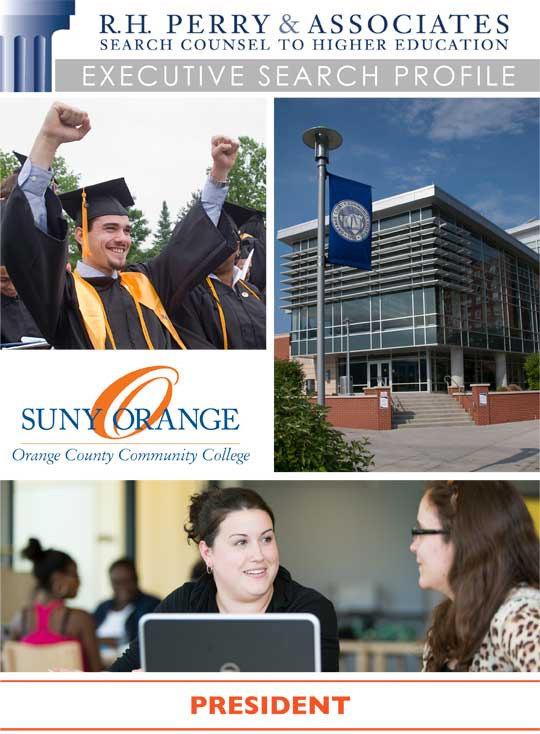 R.H. PERRY & ASSOCIATES
SEARCH COUNSEL TO HIGHER EDUCATION
EXECUTIVE SEARCH PROFILE
SUNY ORANGE
Orange County Community College
PRESIDENT